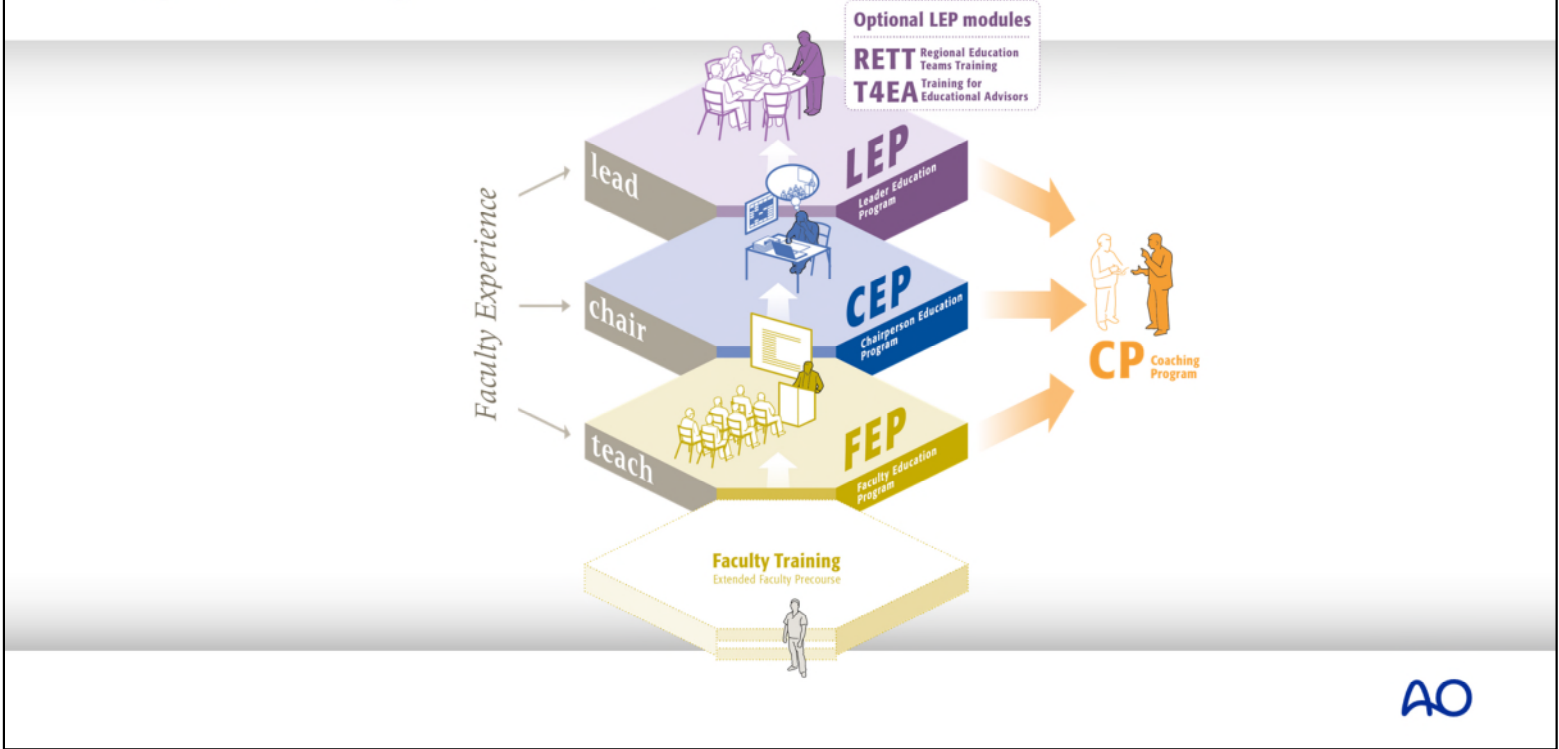 Optional LEP modules
RETT Regional Education
Teams Training
T4EA Training for
Educational Advisors
Faculty Experience
lead
LEP
Leader Education
Program
chair
CEP
Chairperson Education
Program
teach
FEP
Faculty Education
Program
CP Coaching
Program
Faculty Training
Extended Faculty Precourse
AO